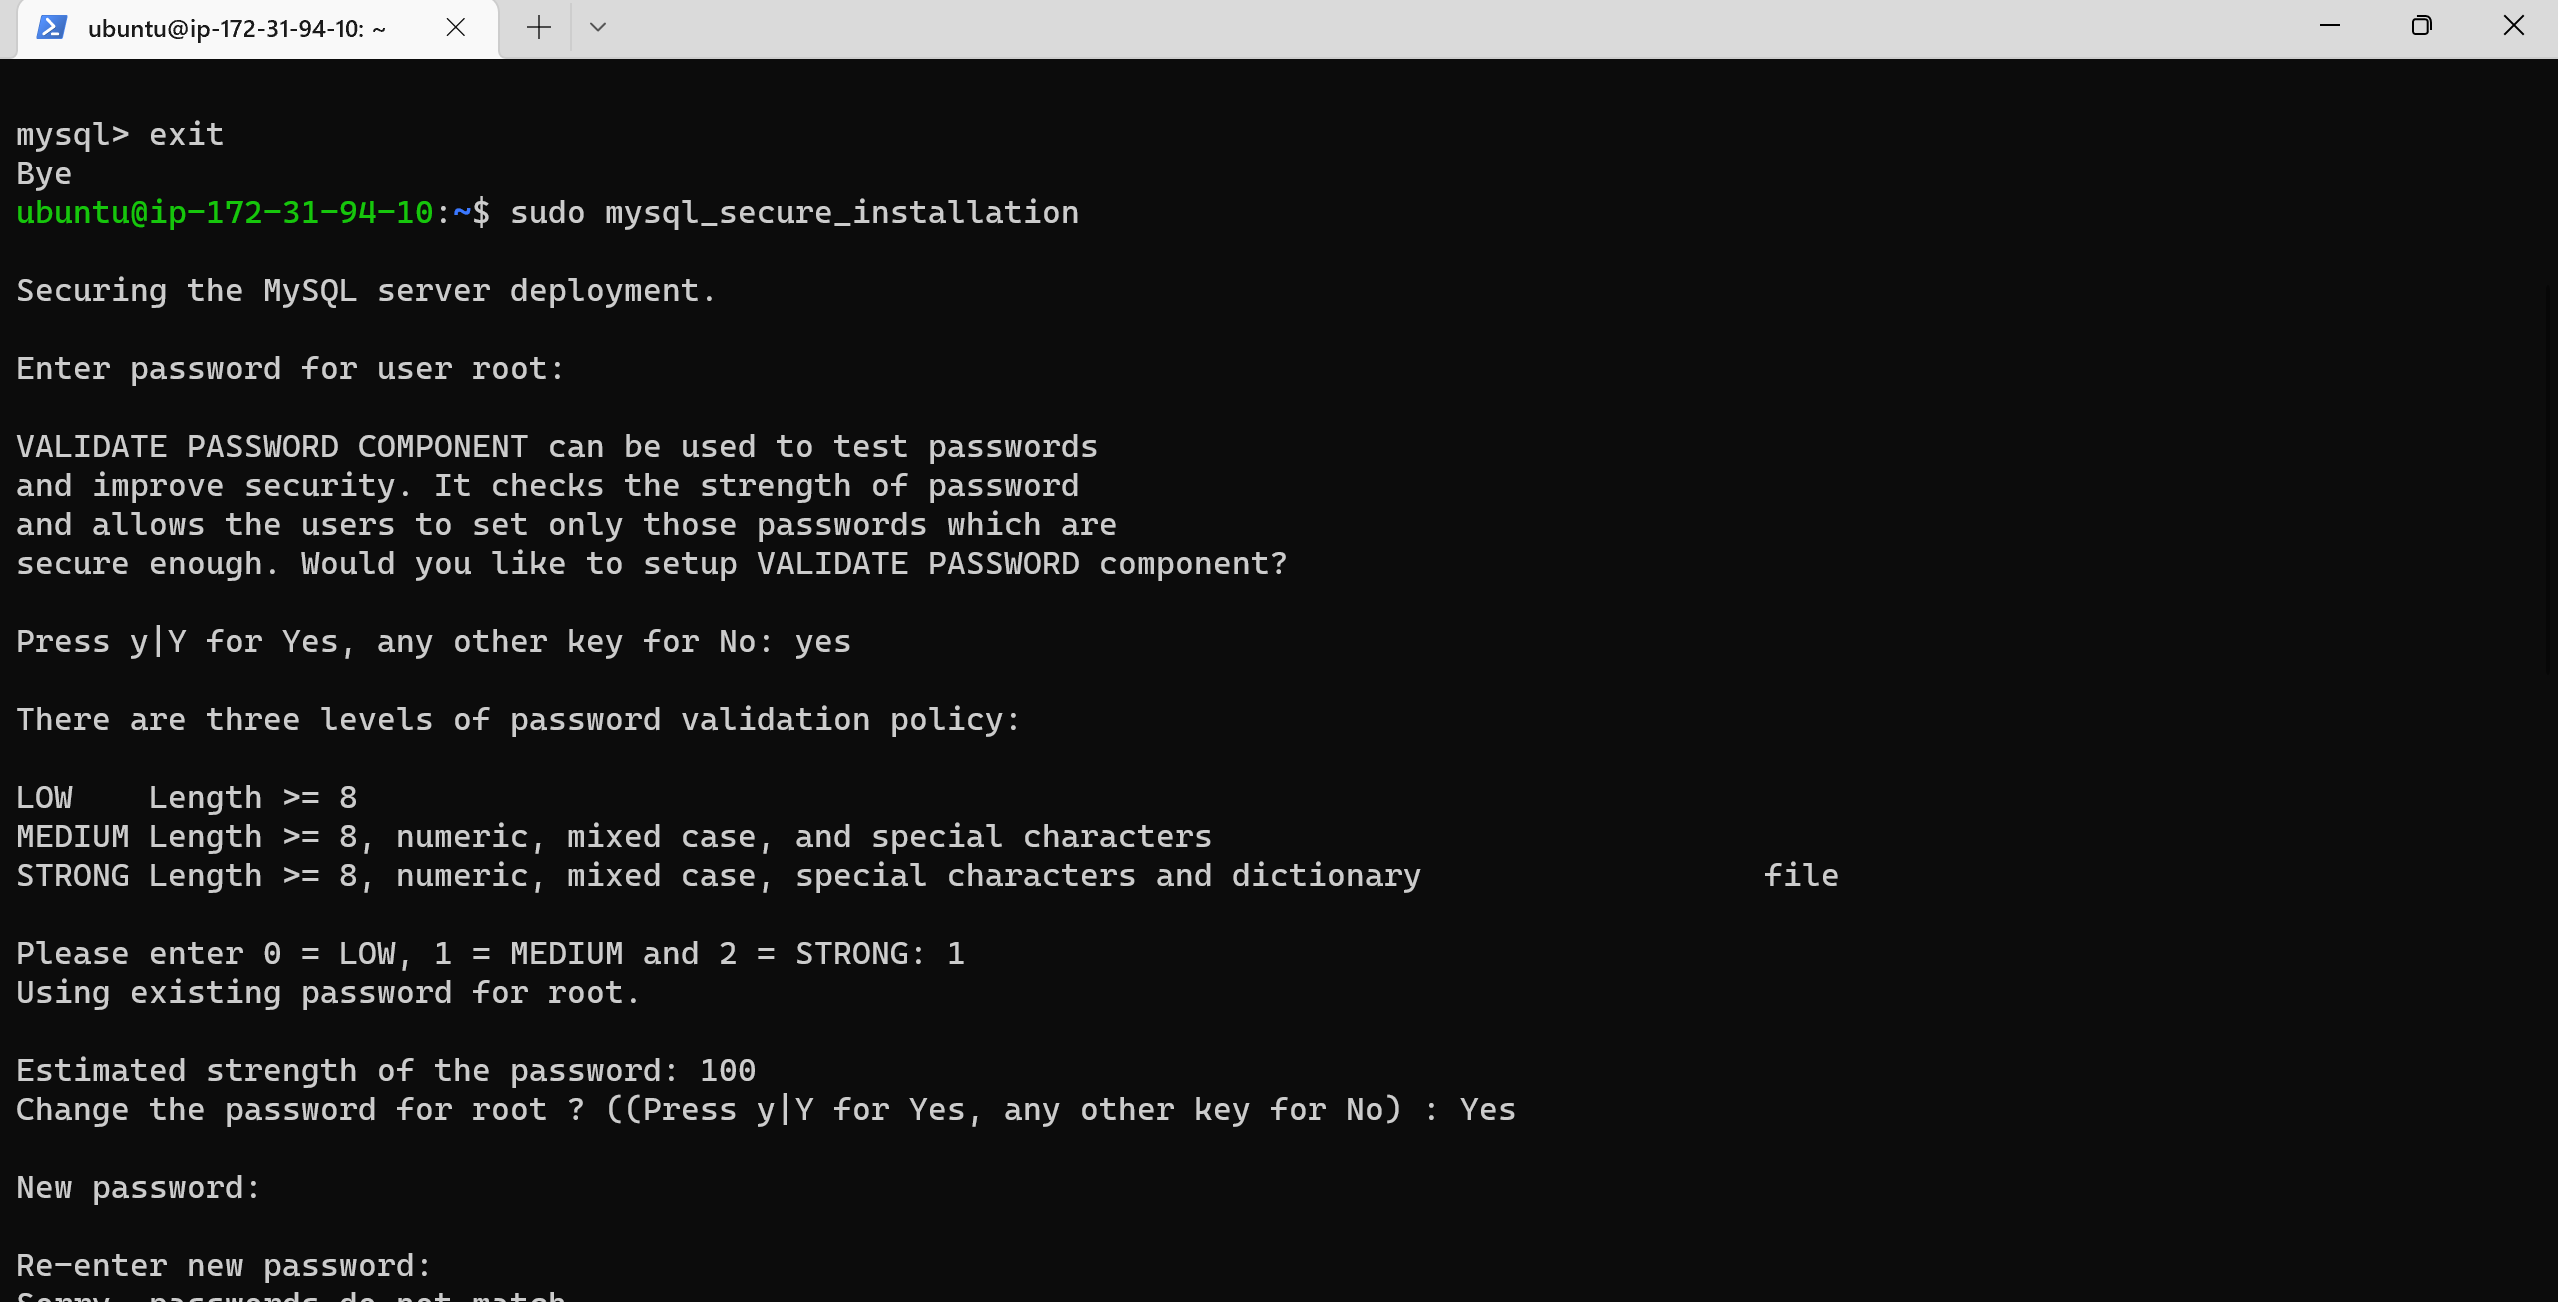 ubuntu@ip-172-31-94-10: ~
mysql> exit
Bye
ubuntu@ip-172-31-94-10:~$ sudo mysql_secure_installation
Securing the MySQL server deployment.
Enter password for user root:
VALIDATE PASSWORD COMPONENT can be used to test passwords
and improve security. It checks the strength of password
and allows the users to set only those passwords which are
secure enough. Would you like to setup VALIDATE PASSWORD component?
Press y|Y for Yes, any other key for No: yes
There are three levels of password validation policy:
LOW    Length >= 8
MEDIUM Length >= 8, numeric, mixed case, and special characters
STRONG Length >= 8, numeric, mixed case, special characters and dictionary                  file
Please enter 0 = LOW, 1 = MEDIUM and 2 = STRONG: 1
Using existing password for root.
Estimated strength of the password: 100
Change the password for root ? ((Press y|Y for Yes, any other key for No) : Yes
New password:
Re-enter new password:
Sorry, passwords do not match